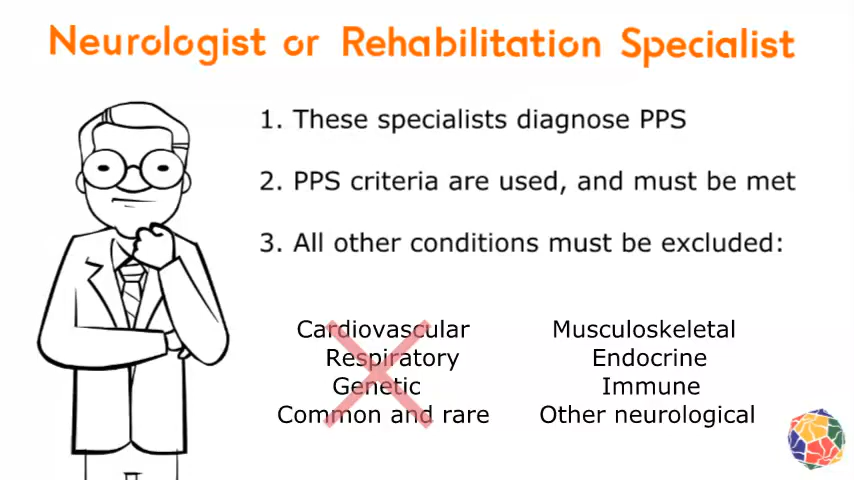 Neurologist or Rehabilitation Specialist
1. These specialists diagnose PPS
2. PPS criteria are used, and must be met
3. All other conditions must be excluded:
Cardiovascular
Respiratory
Genetic
Common and rare
Musculoskeletal
Endocrine
Immune
Other neurological